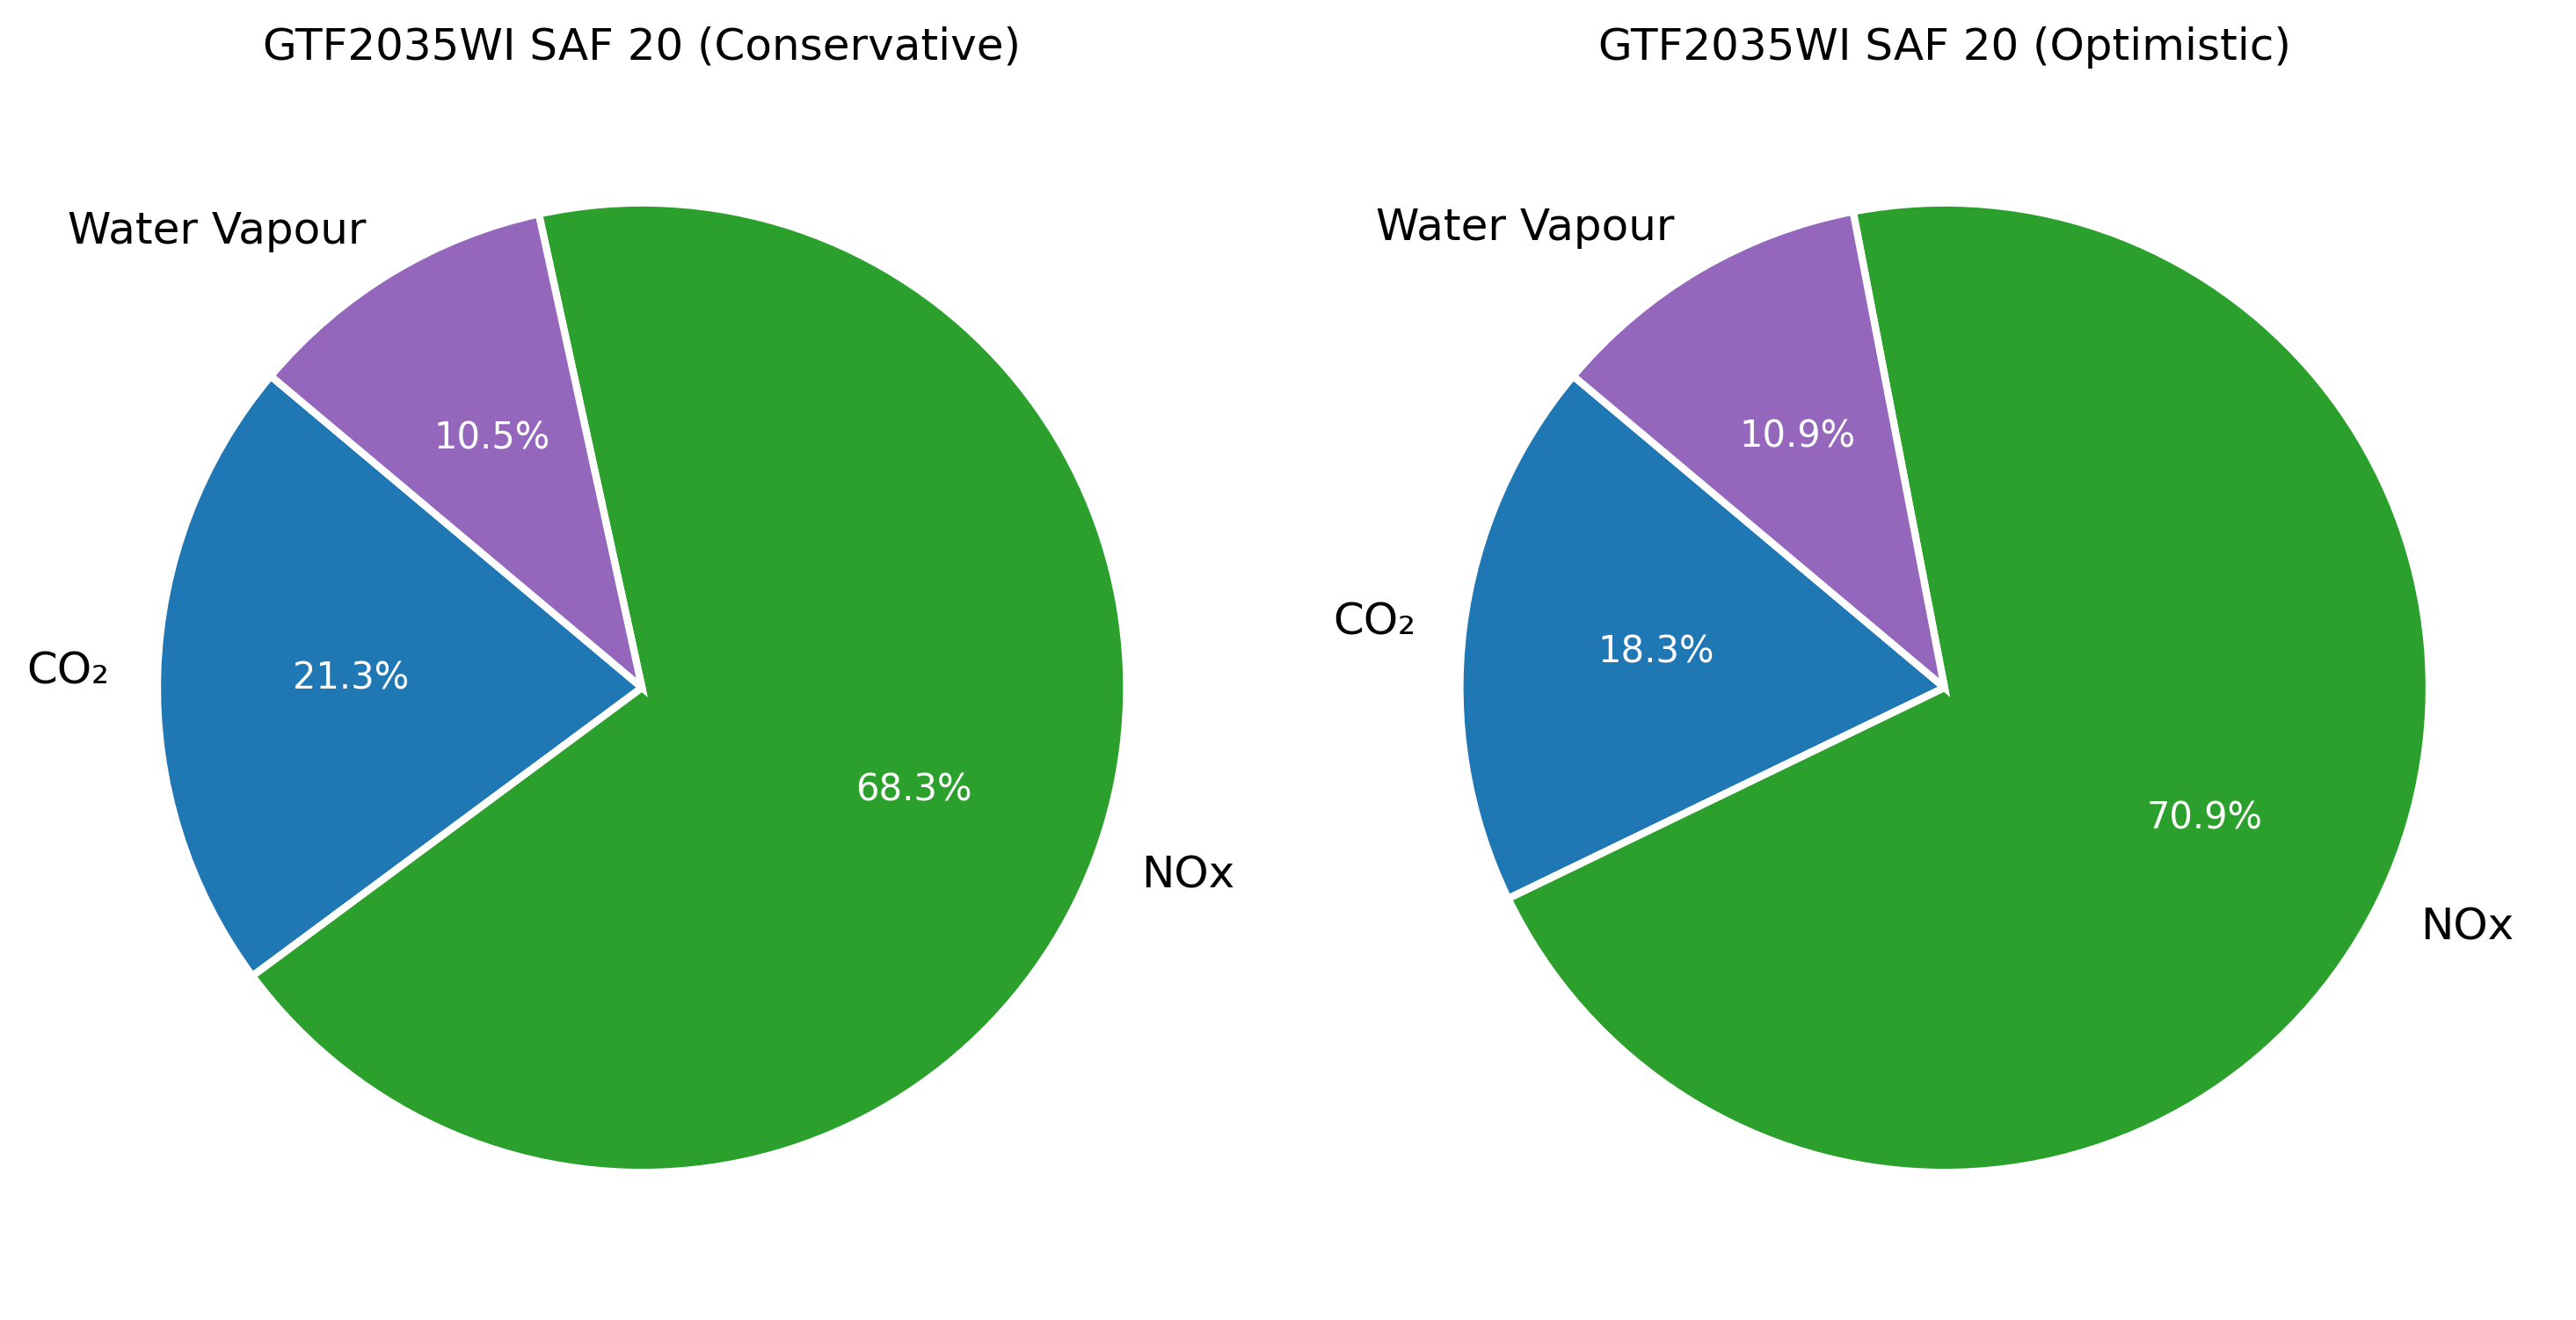 GTF2035WI SAF 20 (Conservative)
Water Vapour
10.5%
CO₂
21.3%
68.3%
NOx
GTF2035WI SAF 20 (Optimistic)
Water Vapour
10.9%
CO₂
18.3%
70.9%
NOx